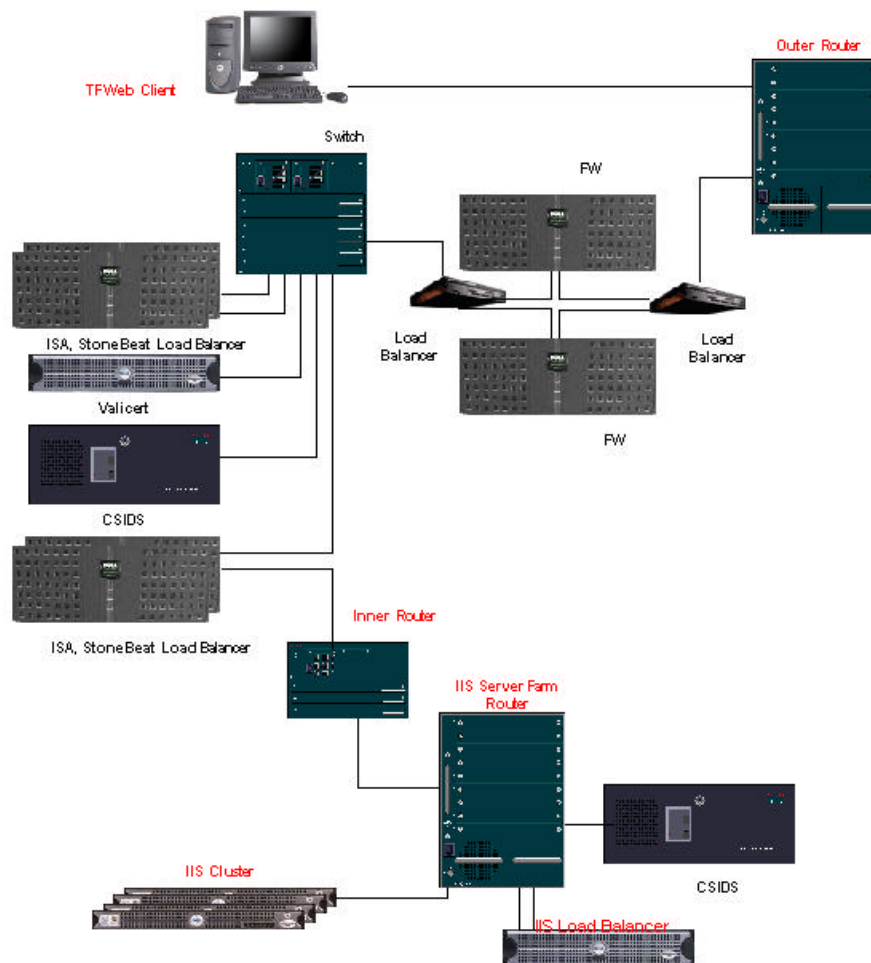 Outer Router
TFWeb Client
Switch
FW
ISA, StoneBeat Load Balancer
Load
Balancer
Load
Balancer
Valicert
FW
CSIDS
Inner Router
ISA, StoneBeat Load Balancer
IIS Server Farm
Router
IIS Cluster
CSIDS
IIS Load Balancer